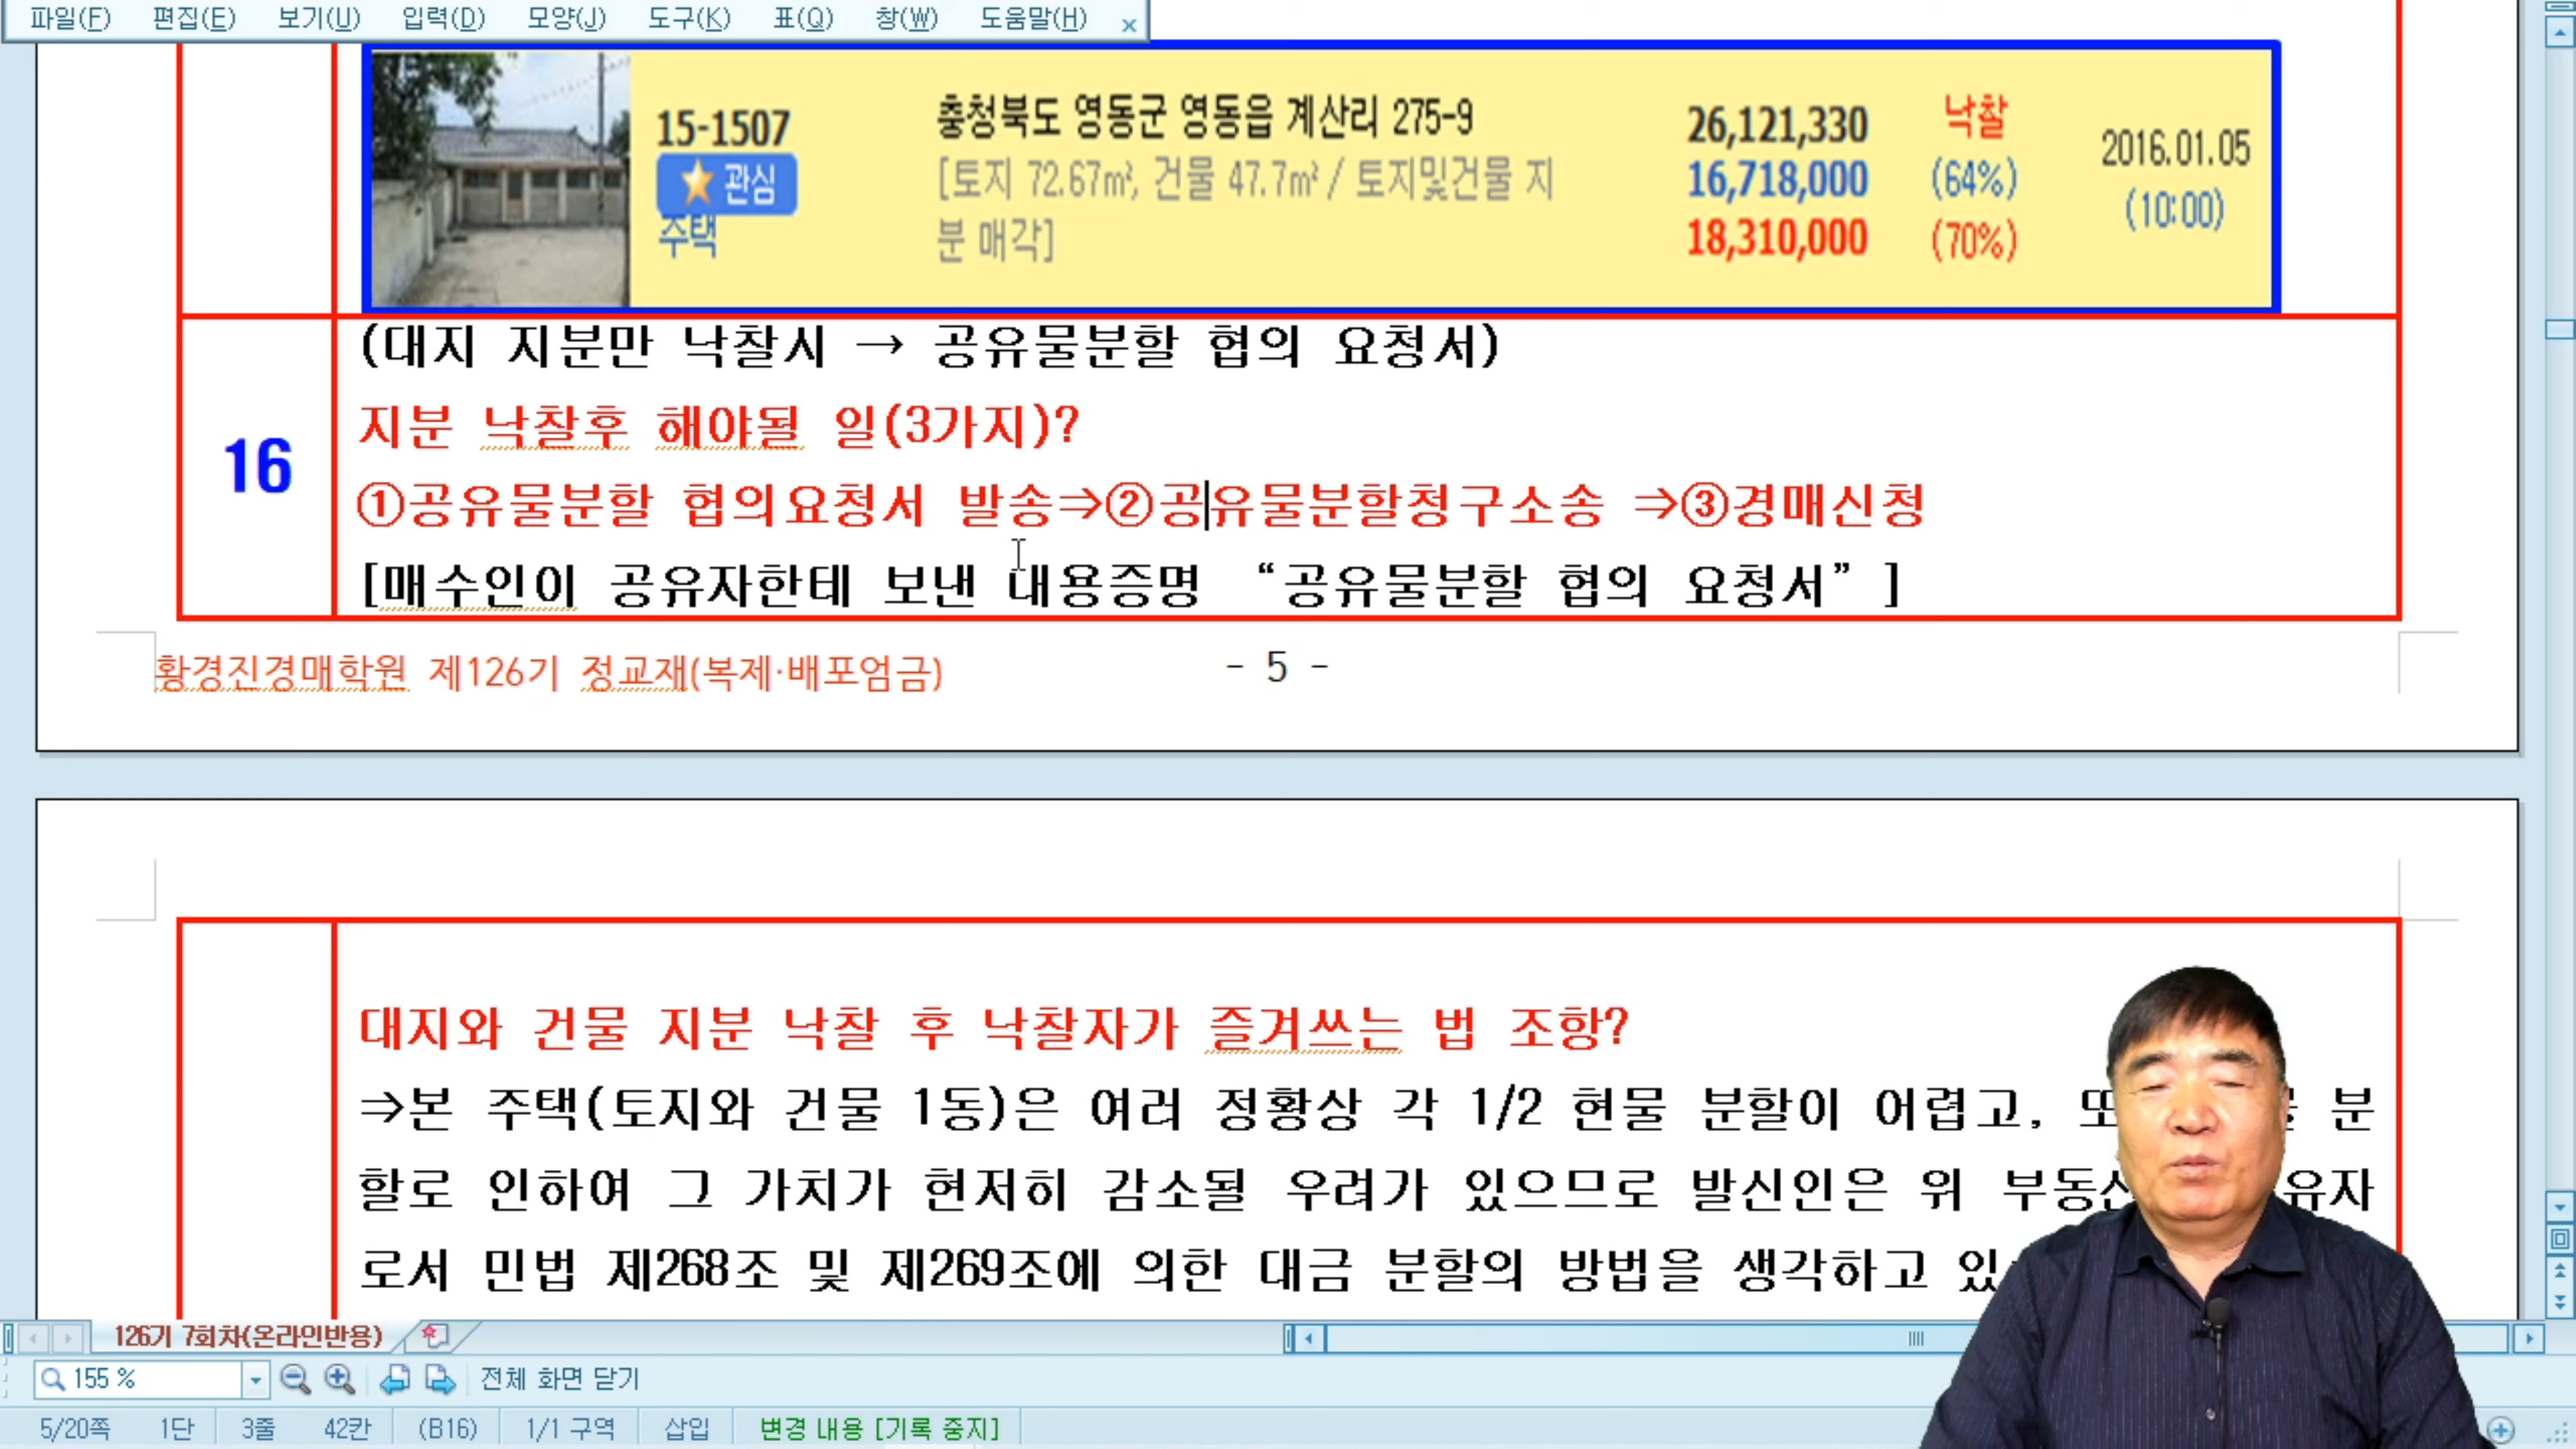 파일(F) 편집(E) 보기(U) 입력(D) 모양(J) 도구(K) 표(Q) 창(W) 도움말(H) x
15-1507
관심
주택
충청북도 영동군 영동읍 계산리 275-9
[토지 72.67㎡, 건물 47.7㎡ / 토지및건물 지
분 매각]
26,121,330
16,718,000
18,310,000
낙찰
(64%)
(70%)
2016.01.05
(10:00)
16
(대지 지분만 낙찰시 → 공유물분할 협의 요청서)
지분 낙찰후 해야될 일(3가지)?
①공유물분할 협의요청서 발송⇒②공유물분할청구소송 ⇒③경매신청
[매수인이 공유자한테 보낸 내용증명 “공유물분할 협의 요청서” ]
황경진경매학원 제126기 정교재(복제·배포엄금)
- 5 -
대지와 건물 지분 낙찰 후 낙찰자가 즐겨쓰는 법 조항?
⇒본 주택(토지와 건물 1동)은 여러 정황상 각 1/2 현물 분할이 어렵고, 분
할로 인하여 그 가치가 현저히 감소될 우려가 있으므로 발신인은 위
로서 민법 제268조 및 제269조에 의한 대금 분할의 방법을 생각하고
126기 7회차(온라인반용)
155 %
전체 화면 닫기
5/20쪽 1단 3줄 42칸 (B16) 1/1 구역 삽입 변경 내용 [기록 중지]